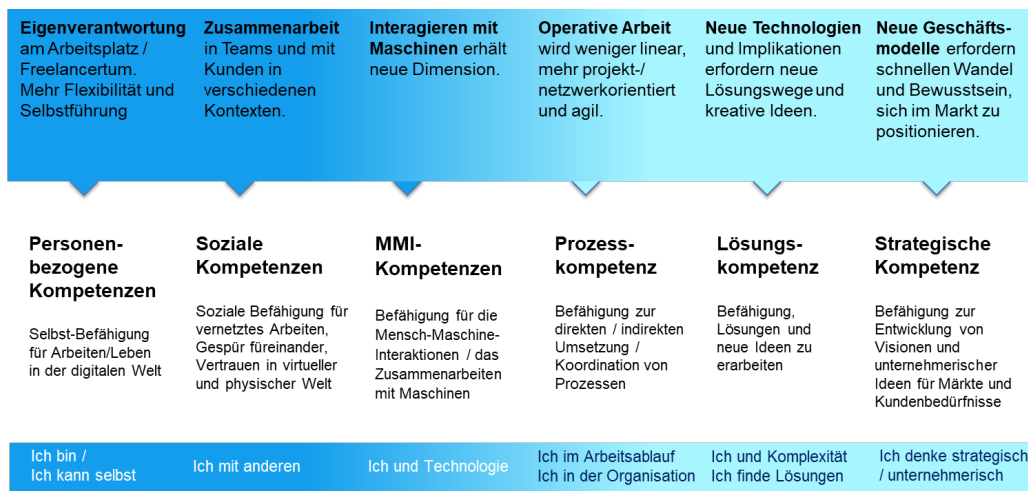 Eigenverantwortung
am Arbeitsplatz /
Freelancertum.
Mehr Flexibilität und
Selbstführung
Zusammenarbeit
in Teams und mit
Kunden in
verschiedenen
Kontexten.
Interagieren mit
Maschinen erhält
neue Dimension.
Operative Arbeit
wird weniger linear,
mehr projekt-/
netzwerkorientiert
und agil.
Neue Technologien
und Implikationen
erfordern neue
Lösungswege und
kreative Ideen.
Neue Geschäfts-
modelle erfordern
schnellen Wandel
und Bewusstsein,
sich im Markt zu
positionieren.
Personen-
bezogene
Kompetenzen
Selbst-Befähigung
für Arbeiten/Leben
in der digitalen Welt
Soziale
Kompetenzen
Soziale Befähigung für
vernetztes Arbeiten,
Gespür füreinander,
Vertrauen in virtueller
und physischer Welt
MMI-
Kompetenzen
Befähigung für die
Mensch-Maschine-
Interaktionen / das
Zusammenarbeiten
mit Maschinen
Prozess-
kompetenz
Befähigung zur
direkten / indirekten
Umsetzung /
Koordination von
Prozessen
Lösungs-
kompetenz
Befähigung,
Lösungen und
neue Ideen zu
erarbeiten
Strategische
Kompetenz
Befähigung zur
Entwicklung von
Visionen und
unternehmerischer
Ideen für Märkte und
Kundenbedürfnisse
Ich bin /
Ich kann selbst
Ich mit anderen
Ich und Technologie
Ich im Arbeitsablauf
Ich in der Organisation
Ich und Komplexität
Ich finde Lösungen
Ich denke strategisch
/ unternehmerisch